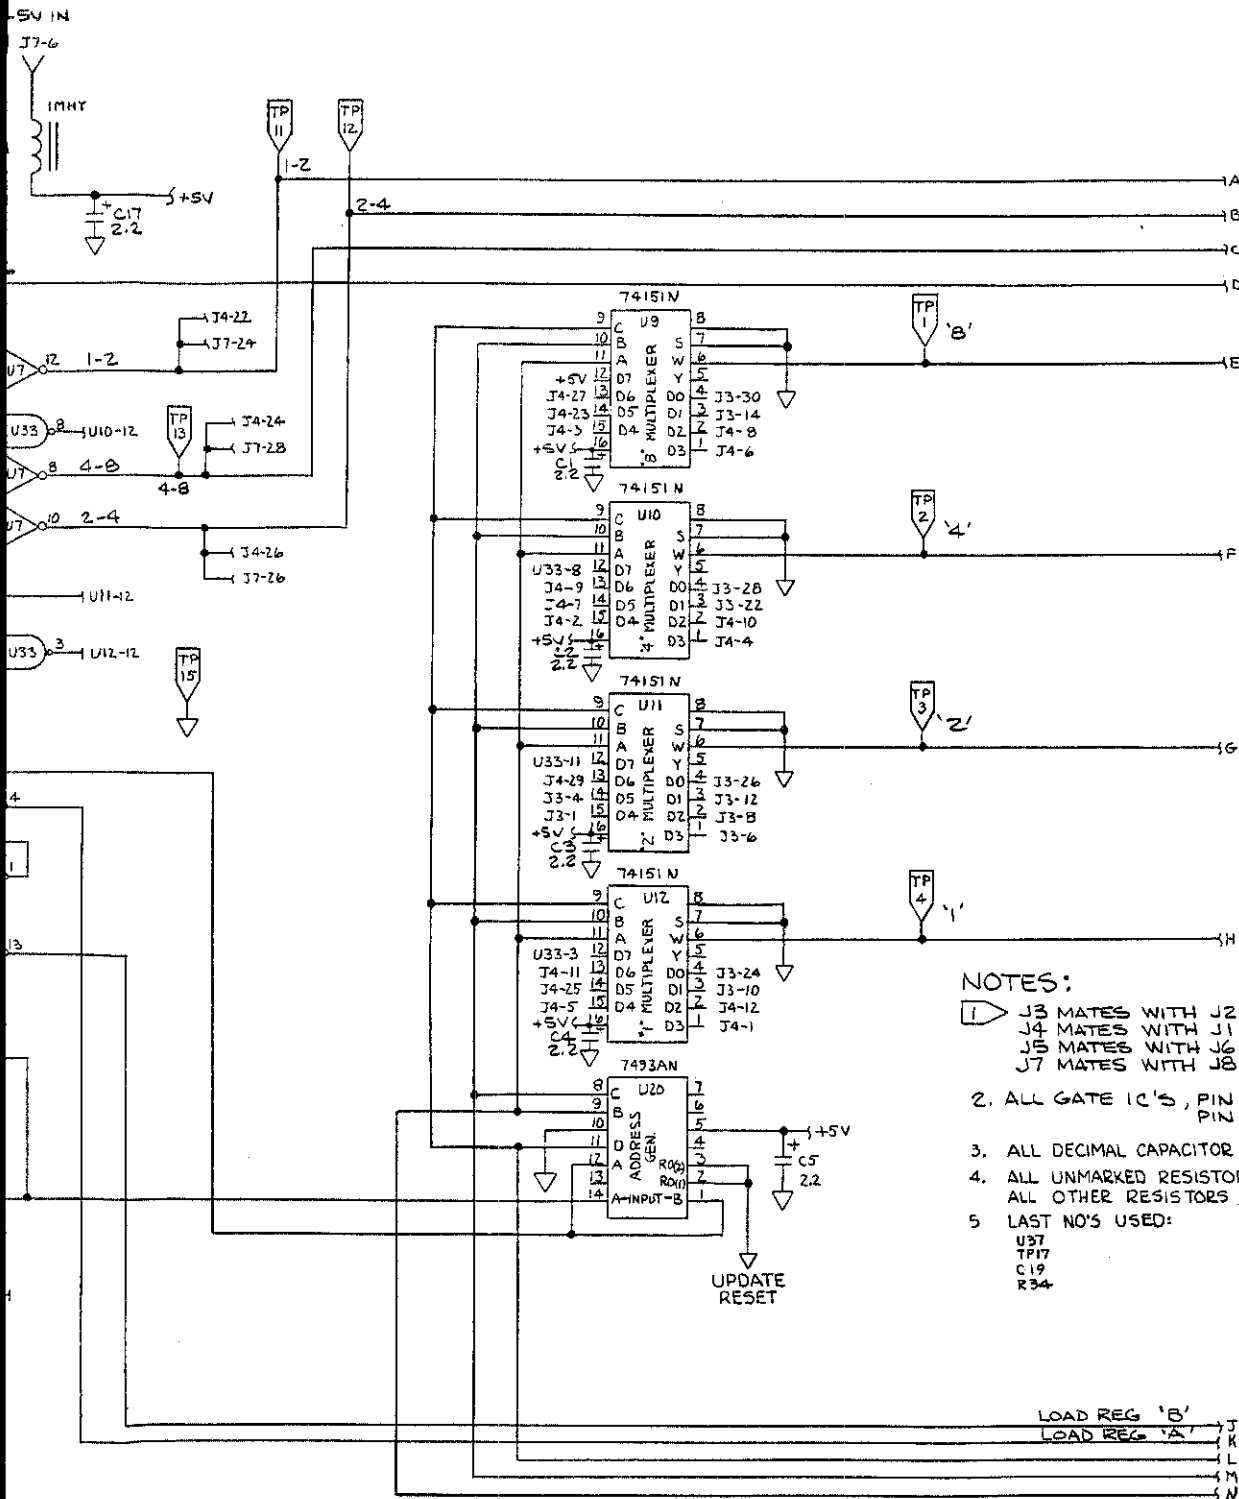 -5V IN
J7-6
1MHY
+5V
+
C17
2.2
TP
11
TP
12
1-2
2-4
A
B
C
D
J4-22
J7-24
U7
12
1-2
U33
8
U10-12
TP
13
J4-24
J7-28
U7
8
4-8
4-8
U7
10
2-4
J4-26
J7-26
U11-12
U33
3
U12-12
TP
15
74151N
U9
"8" MULTIPLEXER
9 C
10 B
11 A
+5V 12 D7
J4-27 13 D6
J4-23 14 D5
J4-3 15 D4
+5V 16
C1
2.2
8
S 7
W 6
Y 5
D0 4 J3-30
D1 3 J3-14
D2 2 J4-8
D3 1 J4-6
TP
1
'8'
E
74151N
U10
"4" MULTIPLEXER
9 C
10 B
11 A
U33-8 12 D7
J4-9 13 D6
J4-7 14 D5
J4-2 15 D4
+5V 16
C2
2.2
8
S 7
W 6
Y 5
D0 4 J3-28
D1 3 J3-22
D2 2 J4-10
D3 1 J4-4
TP
2
'4'
F
74151N
U11
"2" MULTIPLEXER
9 C
10 B
11 A
U33-11 12 D7
J4-29 13 D6
J3-4 14 D5
J3-1 15 D4
+5V 16
C3
2.2
8
S 7
W 6
Y 5
D0 4 J3-26
D1 3 J3-12
D2 2 J3-8
D3 1 J3-6
TP
3
'2'
G
74151N
U12
"1" MULTIPLEXER
9 C
10 B
11 A
U33-3 12 D7
J4-11 13 D6
J4-25 14 D5
J4-5 15 D4
+5V 16
C4
2.2
8
S 7
W 6
Y 5
D0 4 J3-24
D1 3 J3-10
D2 2 J4-12
D3 1 J4-1
TP
4
'1'
H
7493AN
U20
ADDRESS
GEN.
8 C
9 B
10
11 D
12 A
13
14 A-INPUT-B 1
7
6
5
4
RO(2) 3
RO(1) 2
+5V
+
C5
2.2
UPDATE
RESET
4
1
13
NOTES:
1 J3 MATES WITH J2
J4 MATES WITH J1
J5 MATES WITH J6
J7 MATES WITH J8
2. ALL GATE IC'S, PIN
PIN
3. ALL DECIMAL CAPACITOR
4. ALL UNMARKED RESISTOR
ALL OTHER RESISTORS
5 LAST NO'S USED:
U37
TP17
C19
R34
LOAD REG 'B' J
LOAD REG 'A' K
L
M
N